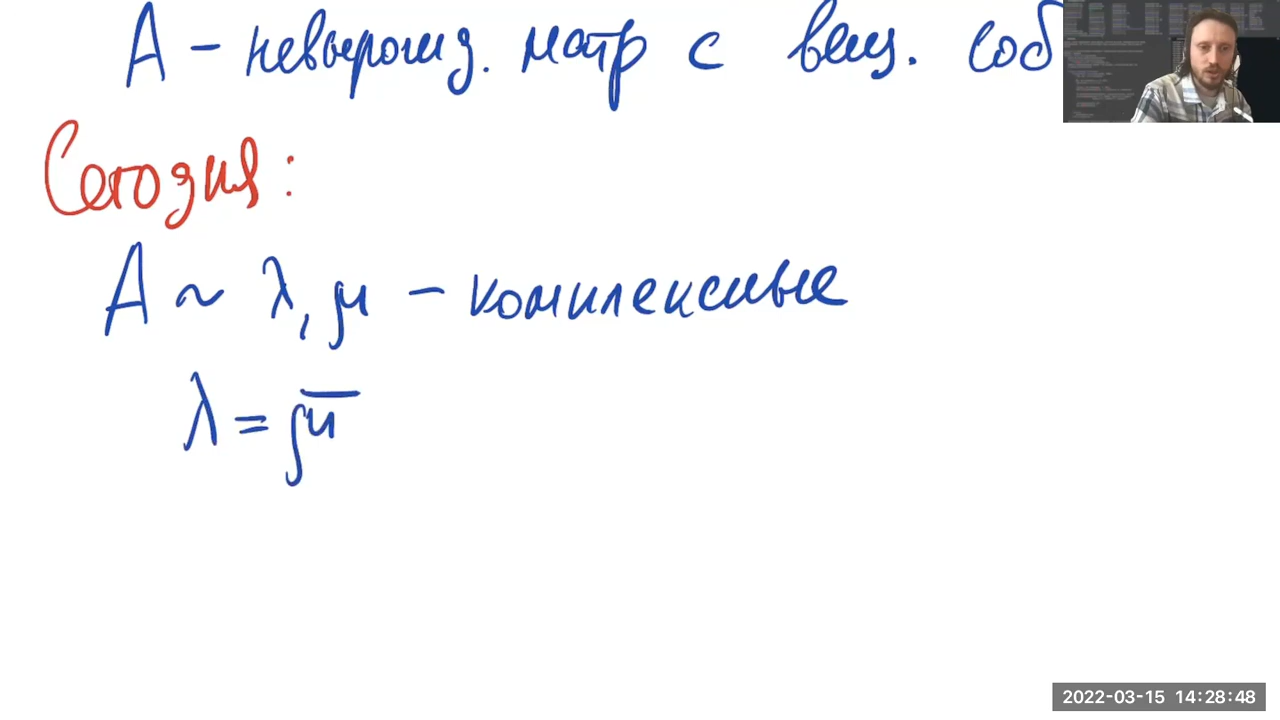 A – невырожд. матр с вещ. соб
Сегодня:
A ~ λ, μ – комплексные
λ = μ̅
2022-03-15 14:28:48